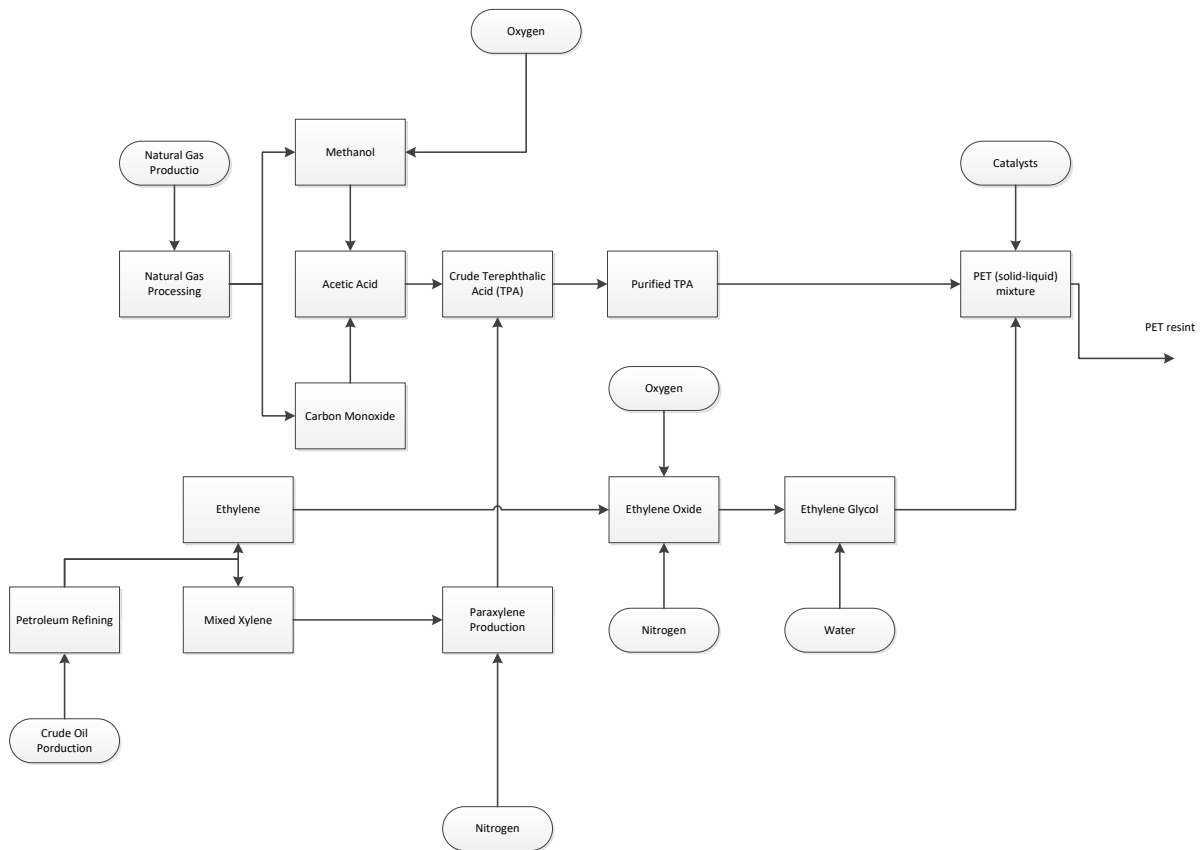 Oxygen
Methanol
Natural Gas
Productio
Catalysts
Natural Gas
Processing
Acetic Acid
Crude Terephthalic
Acid (TPA)
Purified TPA
PET (solid-liquid)
mixture
PET resint
Oxygen
Carbon Monoxide
Ethylene
Ethylene Oxide
Ethylene Glycol
Petroleum Refining
Mixed Xylene
Paraxylene
Production
Nitrogen
Water
Crude Oil
Porduction
Nitrogen